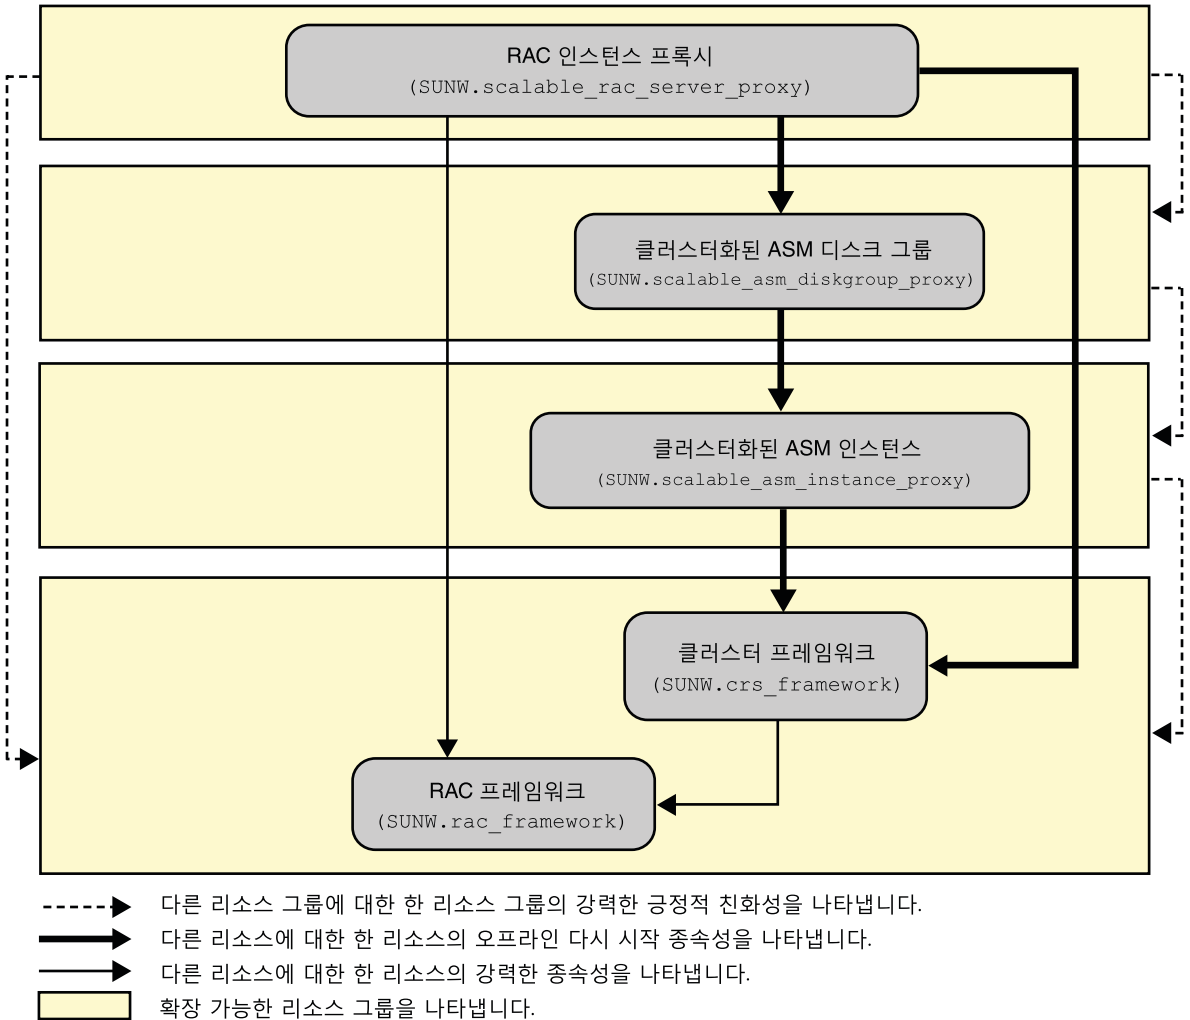 RAC 인스턴스 프록시
(SUNW.scalable_rac_server_proxy)
클러스터화된 ASM 디스크 그룹
(SUNW.scalable_asm_diskgroup_proxy)
클러스터화된 ASM 인스턴스
(SUNW.scalable_asm_instance_proxy)
클러스터 프레임워크
(SUNW.crs_framework)
RAC 프레임워크
(SUNW.rac_framework)
다른 리소스 그룹에 대한 한 리소스 그룹의 강력한 긍정적 친화성을 나타냅니다.
다른 리소스에 대한 한 리소스의 오프라인 다시 시작 종속성을 나타냅니다.
다른 리소스에 대한 한 리소스의 강력한 종속성을 나타냅니다.
확장 가능한 리소스 그룹을 나타냅니다.